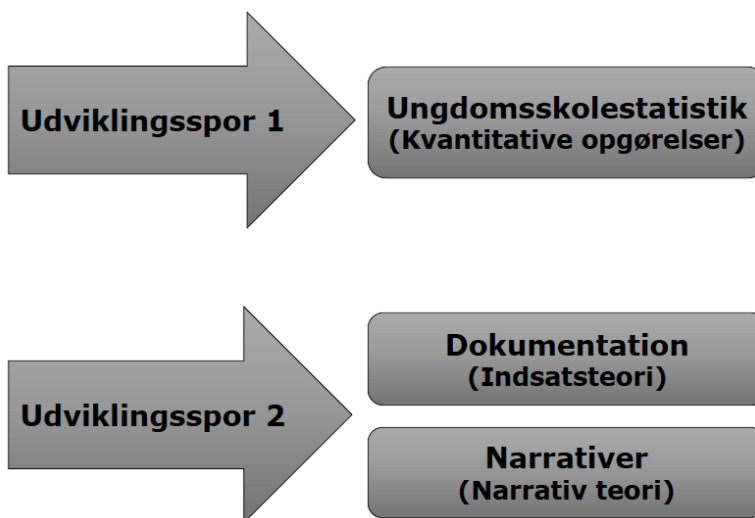 Udviklingsspor 1
Ungdomsskolestatistik
(Kvantitative opgørelser)
Udviklingsspor 2
Dokumentation
(Indsatsteori)
Narrativer
(Narrativ teori)